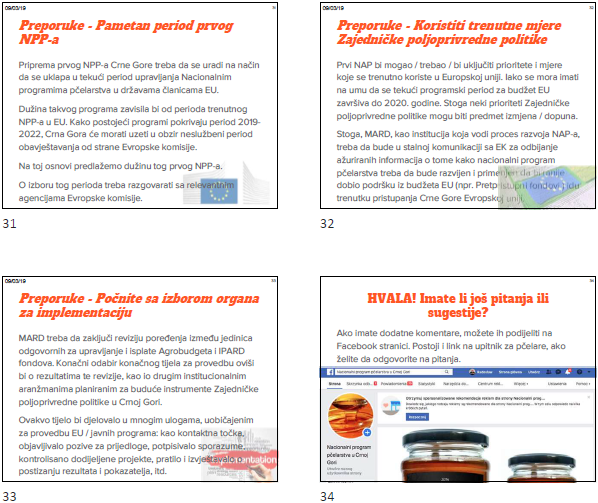 09/03/19
31
Preporuke - Pametan period prvog
NPP-a
Priprema prvog NPP-a Crne Gore treba da se uradi na način
da se uklapa u tekući period upravljanja Nacionalnim
programima pčelarstva u državama članicama EU.
Dužina takvog programa zavisila bi od perioda trenutnog
NPP-a u EU. Kako postojeći programi pokrivaju period 2019-
2022, Crna Gora će morati uzeti u obzir neslužbeni period
obavještavanja od strane Evropske komisije.
Na toj osnovi predlažemo dužinu tog prvog NPP-a.
O izboru tog perioda treba razgovarati sa relevantnim
agencijama Evropske komisije.
31
09/03/19
32
Preporuke - Koristiti trenutne mjere
Zajedničke poljoprivredne politike
Prvi NAP bi mogao / trebao / bi uključiti prioritete i mjere
koje se trenutno koriste u Europskoj uniji. Iako se mora imati
na umu da se tekući programski period za budžet EU
završiva do 2020. godine. Stoga neki prioriteti Zajedničke
poljoprivredne politike mogu biti predmet izmjena / dopuna.
Stoga, MARD, kao institucija koja vodi proces razvoja NAP-a,
treba da bude u stalnoj komunikaciji sa EK za odbijanje
ažuriranih informacija o tome kako nacionalni program
pčelarstva treba da bude razvijen i primenjen da bi ranije
dobio podršku iz budžeta EU (npr. Pretpristupni fondovi) ili u
trenutku pristupanja Crne Gore Evropskoj uniji.
32
09/03/19
33
Preporuke - Počnite sa izborom organa
za implementaciju
MARD treba da zaključi reviziju poređenja između jedinica
odgovornih za upravljanje i isplate Agrobudgeta i IPARD
fondova. Konačni odabir konačnog tijela za provedbu oviši
bi o rezultatima te revizije, kao io drugim institucionalnim
aranžmanima planiranim za buduće instrumente Zajedničke
poljoprivredne politike u Crnoj Gori.
Ovakvo tijelo bi djelovalo u mnogim ulogama, uobičajenim
za provedbu EU / javnih programa: kao kontaktna točka,
objavljivalo pozive za prijedloge, potpisivalo sporazume,
kontrolisano dodijeljene projekte, pratilo i izvještavalo o
postizanju rezultata i pokazatelja, itd.
33
09/03/19
34
HVALA! Imate li još pitanja ili
sugestije?
Ako imate dodatne komentare, možete ih podijeliti na
Facebook stranici. Postoji i link na upitnik za pčelare, ako
želite da odgovorite na pitanja.
Nacionalni program pčelarstva u Crnoj Gori
Početna stranica
Stranica
Nacionalni program
pčelarstva u Crnoj
Gori
34